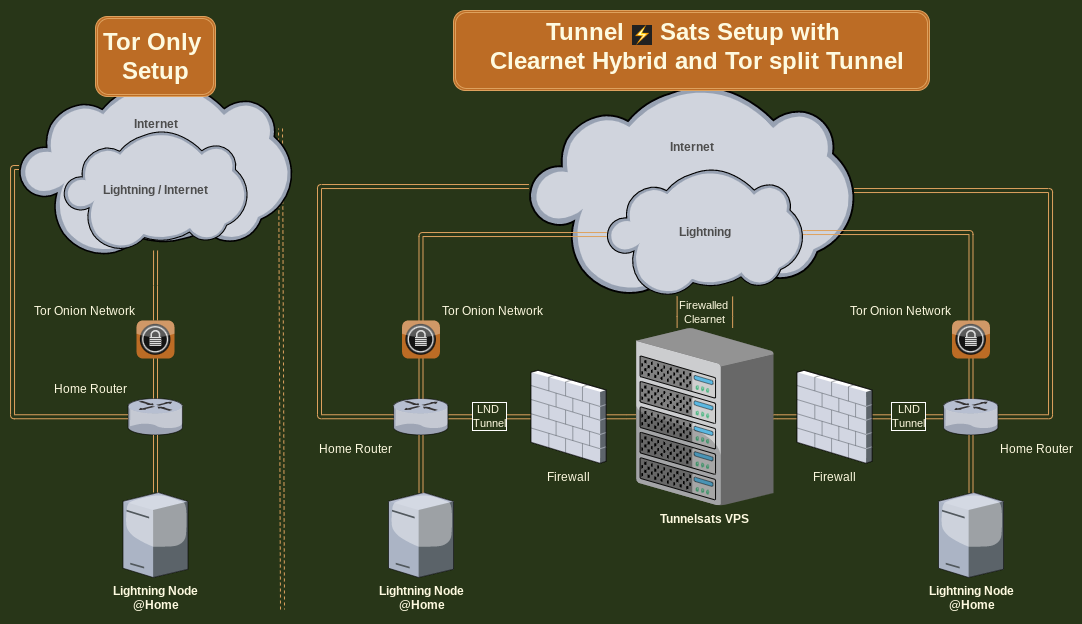 Tor Only
Setup
Tunnel ⚡ Sats Setup with
Clearnet Hybrid and Tor split Tunnel
Internet
Lightning / Internet
Tor Onion Network
Home Router
Lightning Node
@Home
Internet
Lightning
Tor Onion Network
Firewalled
Clearnet
Tor Onion Network
LND
Tunnel
LND
Tunnel
Home Router
Firewall
Firewall
Home Router
Tunnelsats VPS
Lightning Node
@Home
Lightning Node
@Home